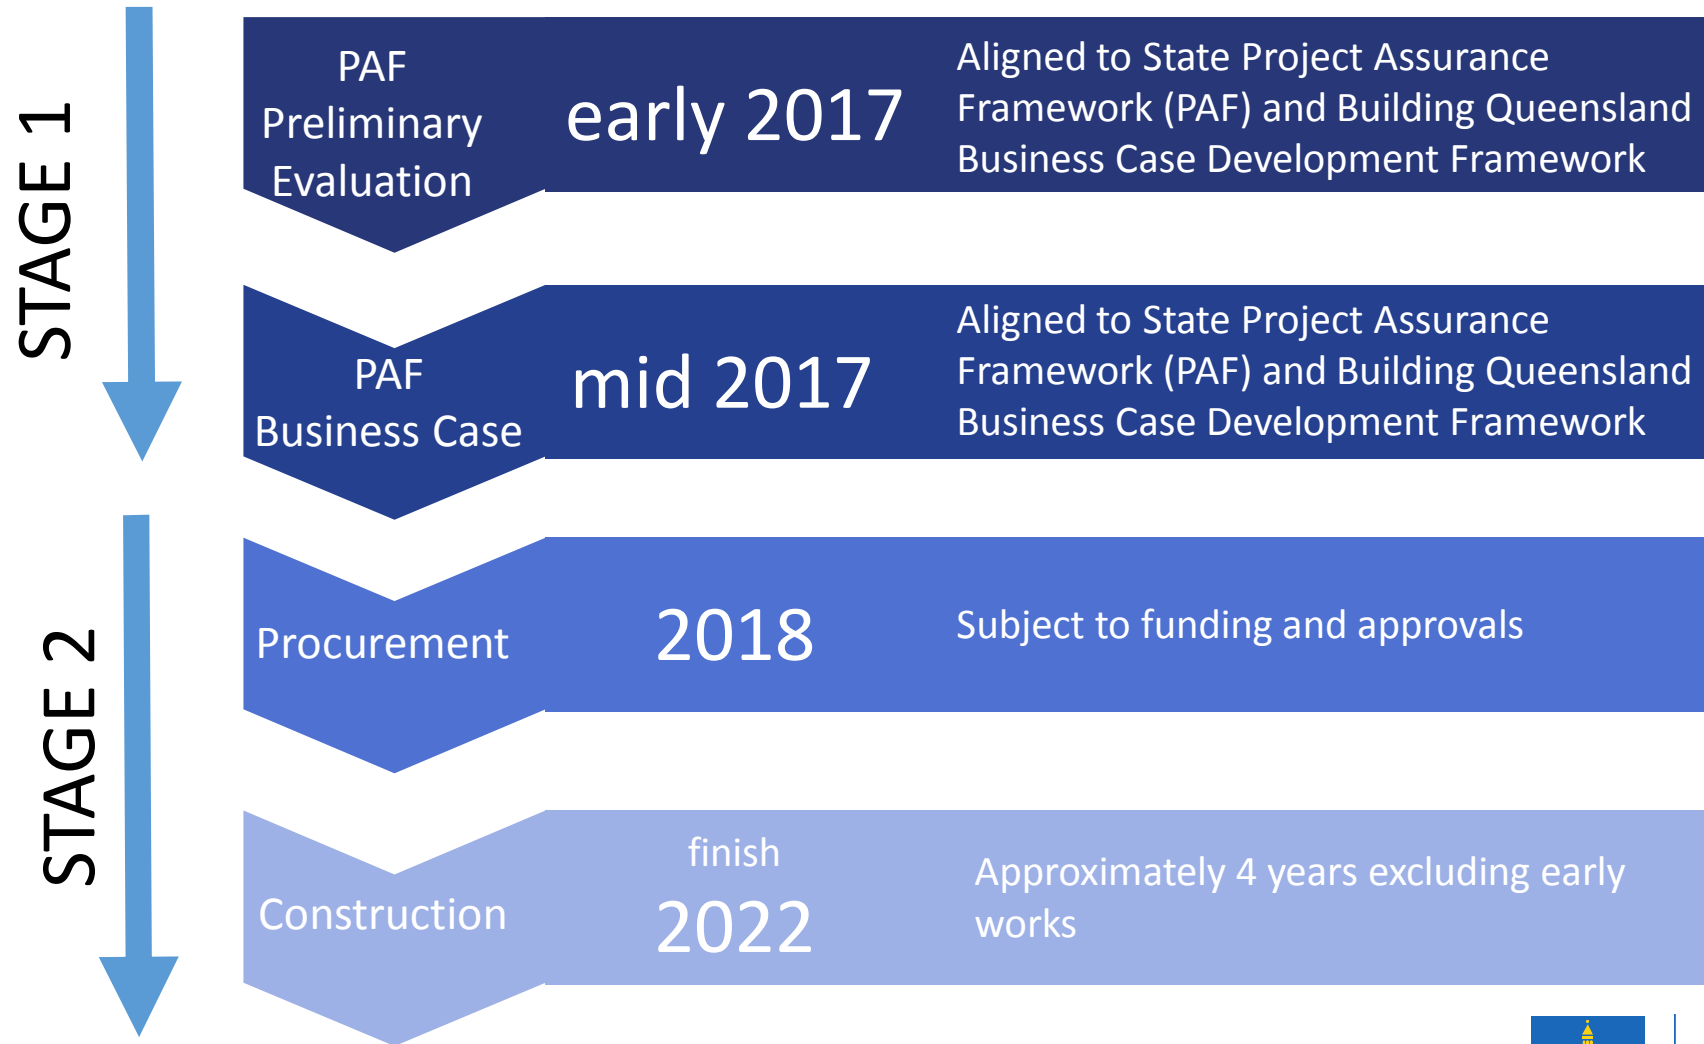 STAGE 1
PAF
Preliminary
Evaluation
early 2017
Aligned to State Project Assurance
Framework (PAF) and Building Queensland
Business Case Development Framework
PAF
Business Case
mid 2017
Aligned to State Project Assurance
Framework (PAF) and Building Queensland
Business Case Development Framework
STAGE 2
Procurement
2018
Subject to funding and approvals
Construction
finish
2022
Approximately 4 years excluding early
works